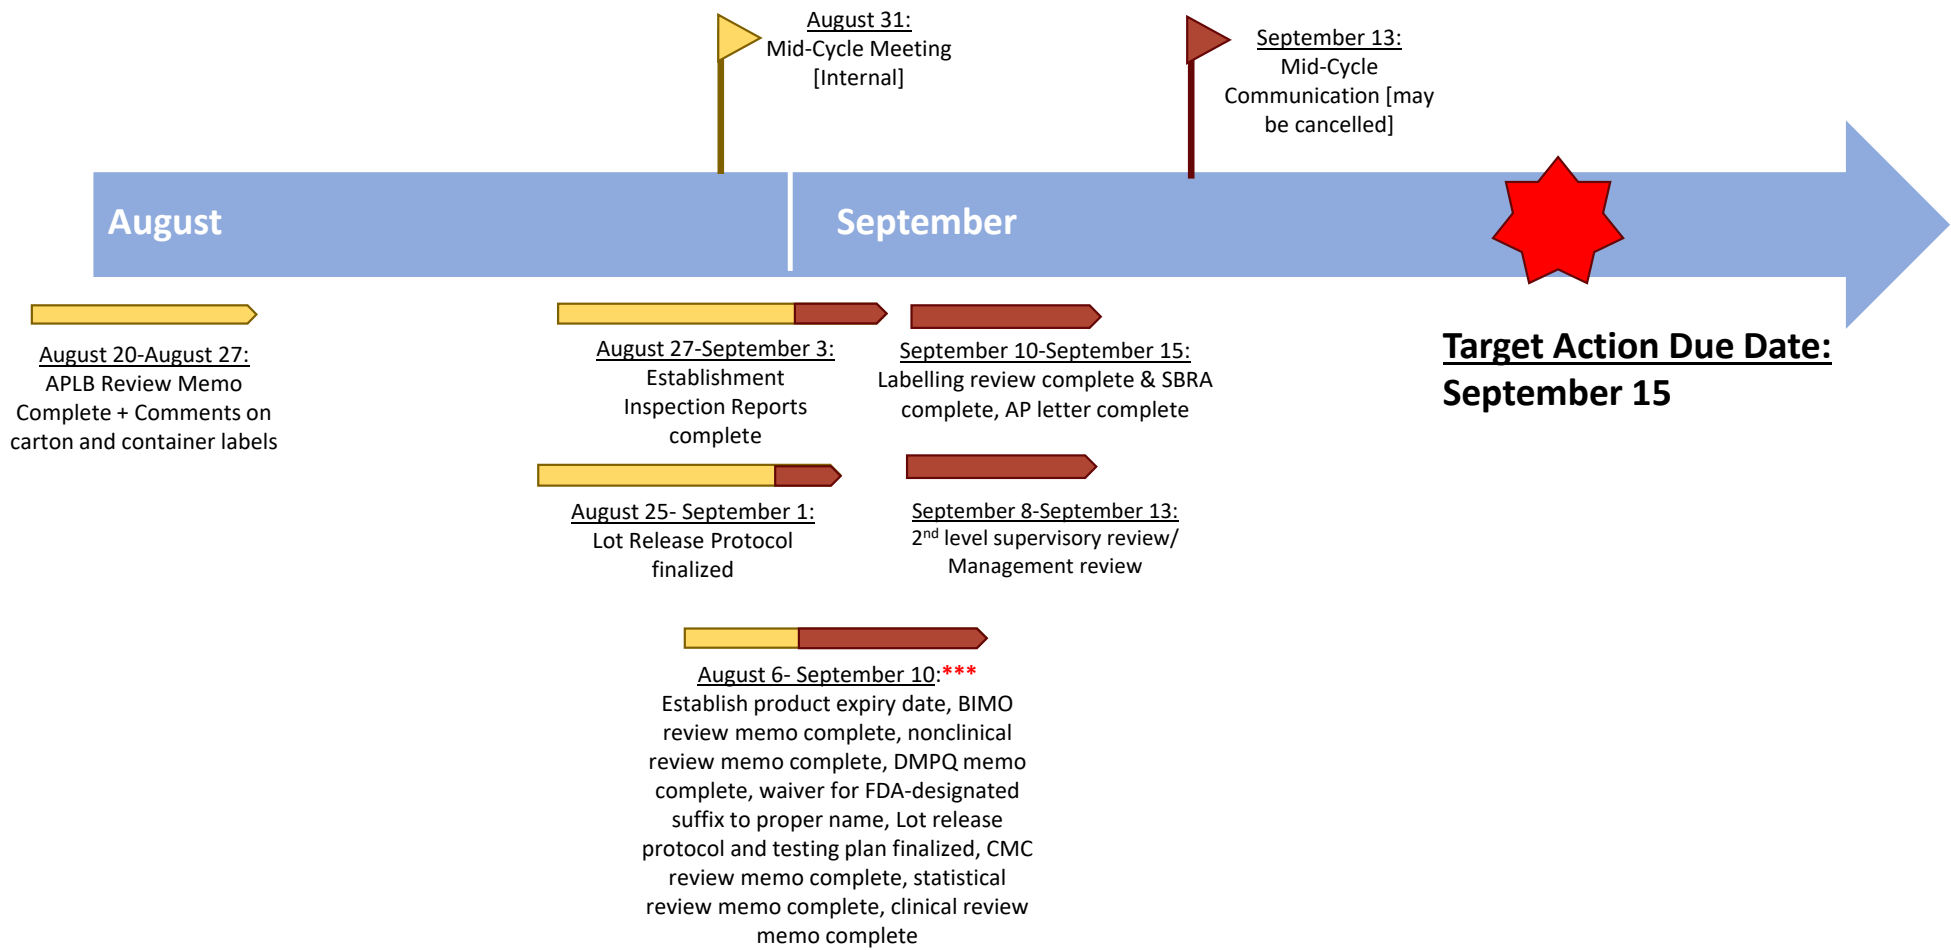 August 31:
Mid-Cycle Meeting
[Internal]
September 13:
Mid-Cycle
Communication [may
be cancelled]
August
September
August 20-August 27:
APLB Review Memo
Complete + Comments on
carton and container labels
August 27-September 3:
Establishment
Inspection Reports
complete
September 10-September 15:
Labelling review complete & SBRA
complete, AP letter complete
Target Action Due Date:
September 15
August 25- September 1:
Lot Release Protocol
finalized
September 8-September 13:
2nd level supervisory review/
Management review
August 6- September 10:***
Establish product expiry date, BIMO
review memo complete, nonclinical
review memo complete, DMPQ memo
complete, waiver for FDA-designated
suffix to proper name, Lot release
protocol and testing plan finalized, CMC
review memo complete, statistical
review memo complete, clinical review
memo complete